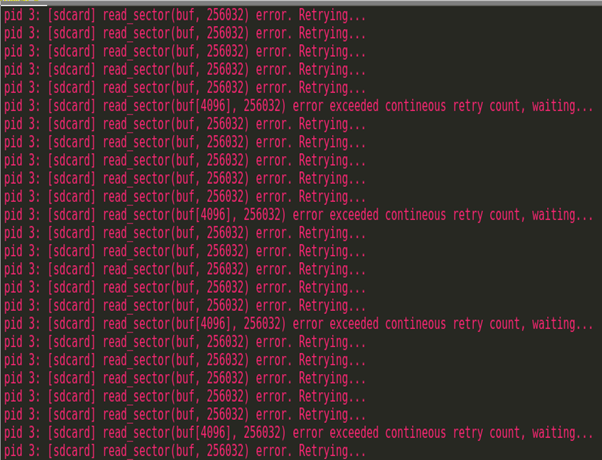 pid 3: [sdcard] read_sector(buf, 256032) error. Retrying...
pid 3: [sdcard] read_sector(buf, 256032) error. Retrying...
pid 3: [sdcard] read_sector(buf, 256032) error. Retrying...
pid 3: [sdcard] read_sector(buf, 256032) error. Retrying...
pid 3: [sdcard] read_sector(buf, 256032) error. Retrying...
pid 3: [sdcard] read_sector(buf[4096], 256032) error exceeded contineous retry count, waiting...
pid 3: [sdcard] read_sector(buf, 256032) error. Retrying...
pid 3: [sdcard] read_sector(buf, 256032) error. Retrying...
pid 3: [sdcard] read_sector(buf, 256032) error. Retrying...
pid 3: [sdcard] read_sector(buf, 256032) error. Retrying...
pid 3: [sdcard] read_sector(buf, 256032) error. Retrying...
pid 3: [sdcard] read_sector(buf[4096], 256032) error exceeded contineous retry count, waiting...
pid 3: [sdcard] read_sector(buf, 256032) error. Retrying...
pid 3: [sdcard] read_sector(buf, 256032) error. Retrying...
pid 3: [sdcard] read_sector(buf, 256032) error. Retrying...
pid 3: [sdcard] read_sector(buf, 256032) error. Retrying...
pid 3: [sdcard] read_sector(buf, 256032) error. Retrying...
pid 3: [sdcard] read_sector(buf[4096], 256032) error exceeded contineous retry count, waiting...
pid 3: [sdcard] read_sector(buf, 256032) error. Retrying...
pid 3: [sdcard] read_sector(buf, 256032) error. Retrying...
pid 3: [sdcard] read_sector(buf, 256032) error. Retrying...
pid 3: [sdcard] read_sector(buf, 256032) error. Retrying...
pid 3: [sdcard] read_sector(buf, 256032) error. Retrying...
pid 3: [sdcard] read_sector(buf[4096], 256032) error exceeded contineous retry count, waiting...
pid 3: [sdcard] read_sector(buf, 256032) error. Retrying...